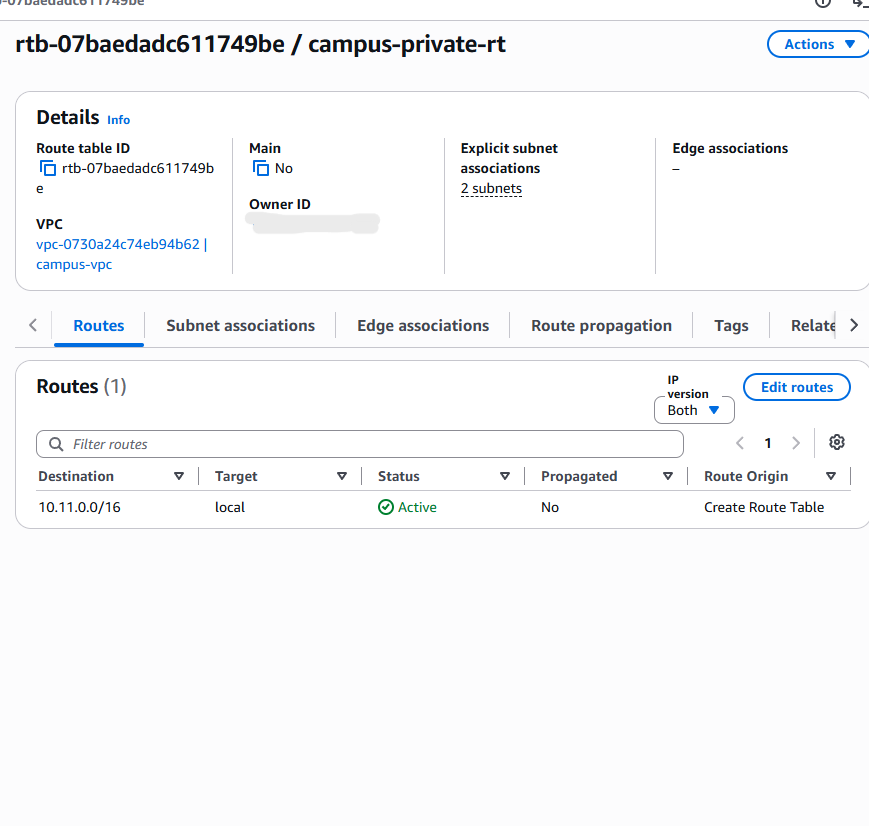 rtb-07baedadc611749be / campus-private-rt
Actions
Details Info
Route table ID
rtb-07baedadc611749b
e
VPC
vpc-0730a24c74eb94b62 |
campus-vpc
Main
No
Owner ID
Explicit subnet
associations
2 subnets
Edge associations
–
Routes
Subnet associations
Edge associations
Route propagation
Tags
Relate
Routes (1)
IP
version
Both
Edit routes
Filter routes
1
Destination Target Status Propagated Route Origin
10.11.0.0/16 local Active No Create Route Table